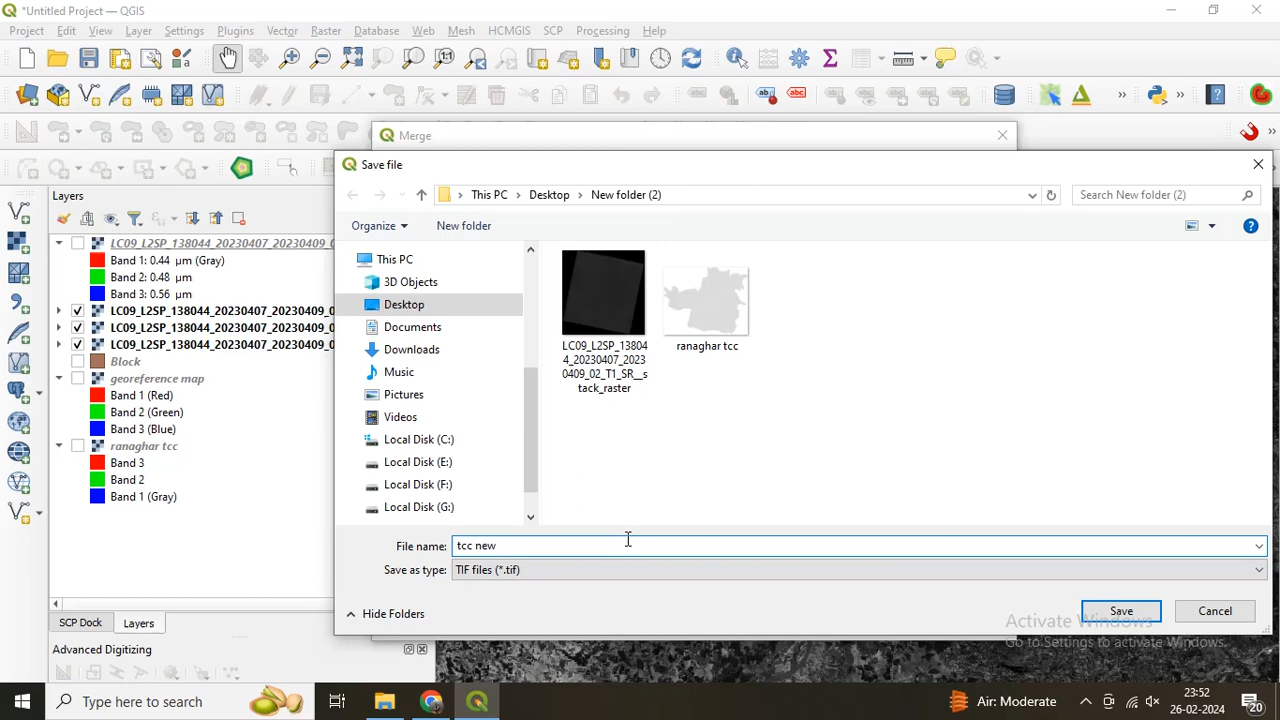 *Untitled Project — QGIS
Project Edit View Layer Settings Plugins Vector Raster Database Web Mesh HCMGIS SCP Processing Help
Merge
Save file
This PC > Desktop > New folder (2)
Search New folder (2)
Organize
New folder
Layers
LC09_L2SP_138044_20230407_20230409_0
Band 1: 0.44 µm (Gray)
Band 2: 0.48 µm
Band 3: 0.56 µm
LC09_L2SP_138044_20230407_20230409_0
LC09_L2SP_138044_20230407_20230409_0
LC09_L2SP_138044_20230407_20230409_0
Block
georeference map
Band 1 (Red)
Band 2 (Green)
Band 3 (Blue)
ranaghar tcc
Band 3
Band 2
Band 1 (Gray)
This PC
3D Objects
Desktop
Documents
Downloads
Music
Pictures
Videos
Local Disk (C:)
Local Disk (E:)
Local Disk (F:)
Local Disk (G:)
LC09_L2SP_13804
4_20230407_2023
0409_02_T1_SR__s
tack_raster
ranaghar tcc
File name: tcc new
Save as type: TIF files (*.tif)
Hide Folders
Save
Cancel
Activate Windows
Go to Settings to activate Windows.
SCP Dock
Layers
Advanced Digitizing
Type here to search
Air: Moderate
23:52
26-02-2024
20